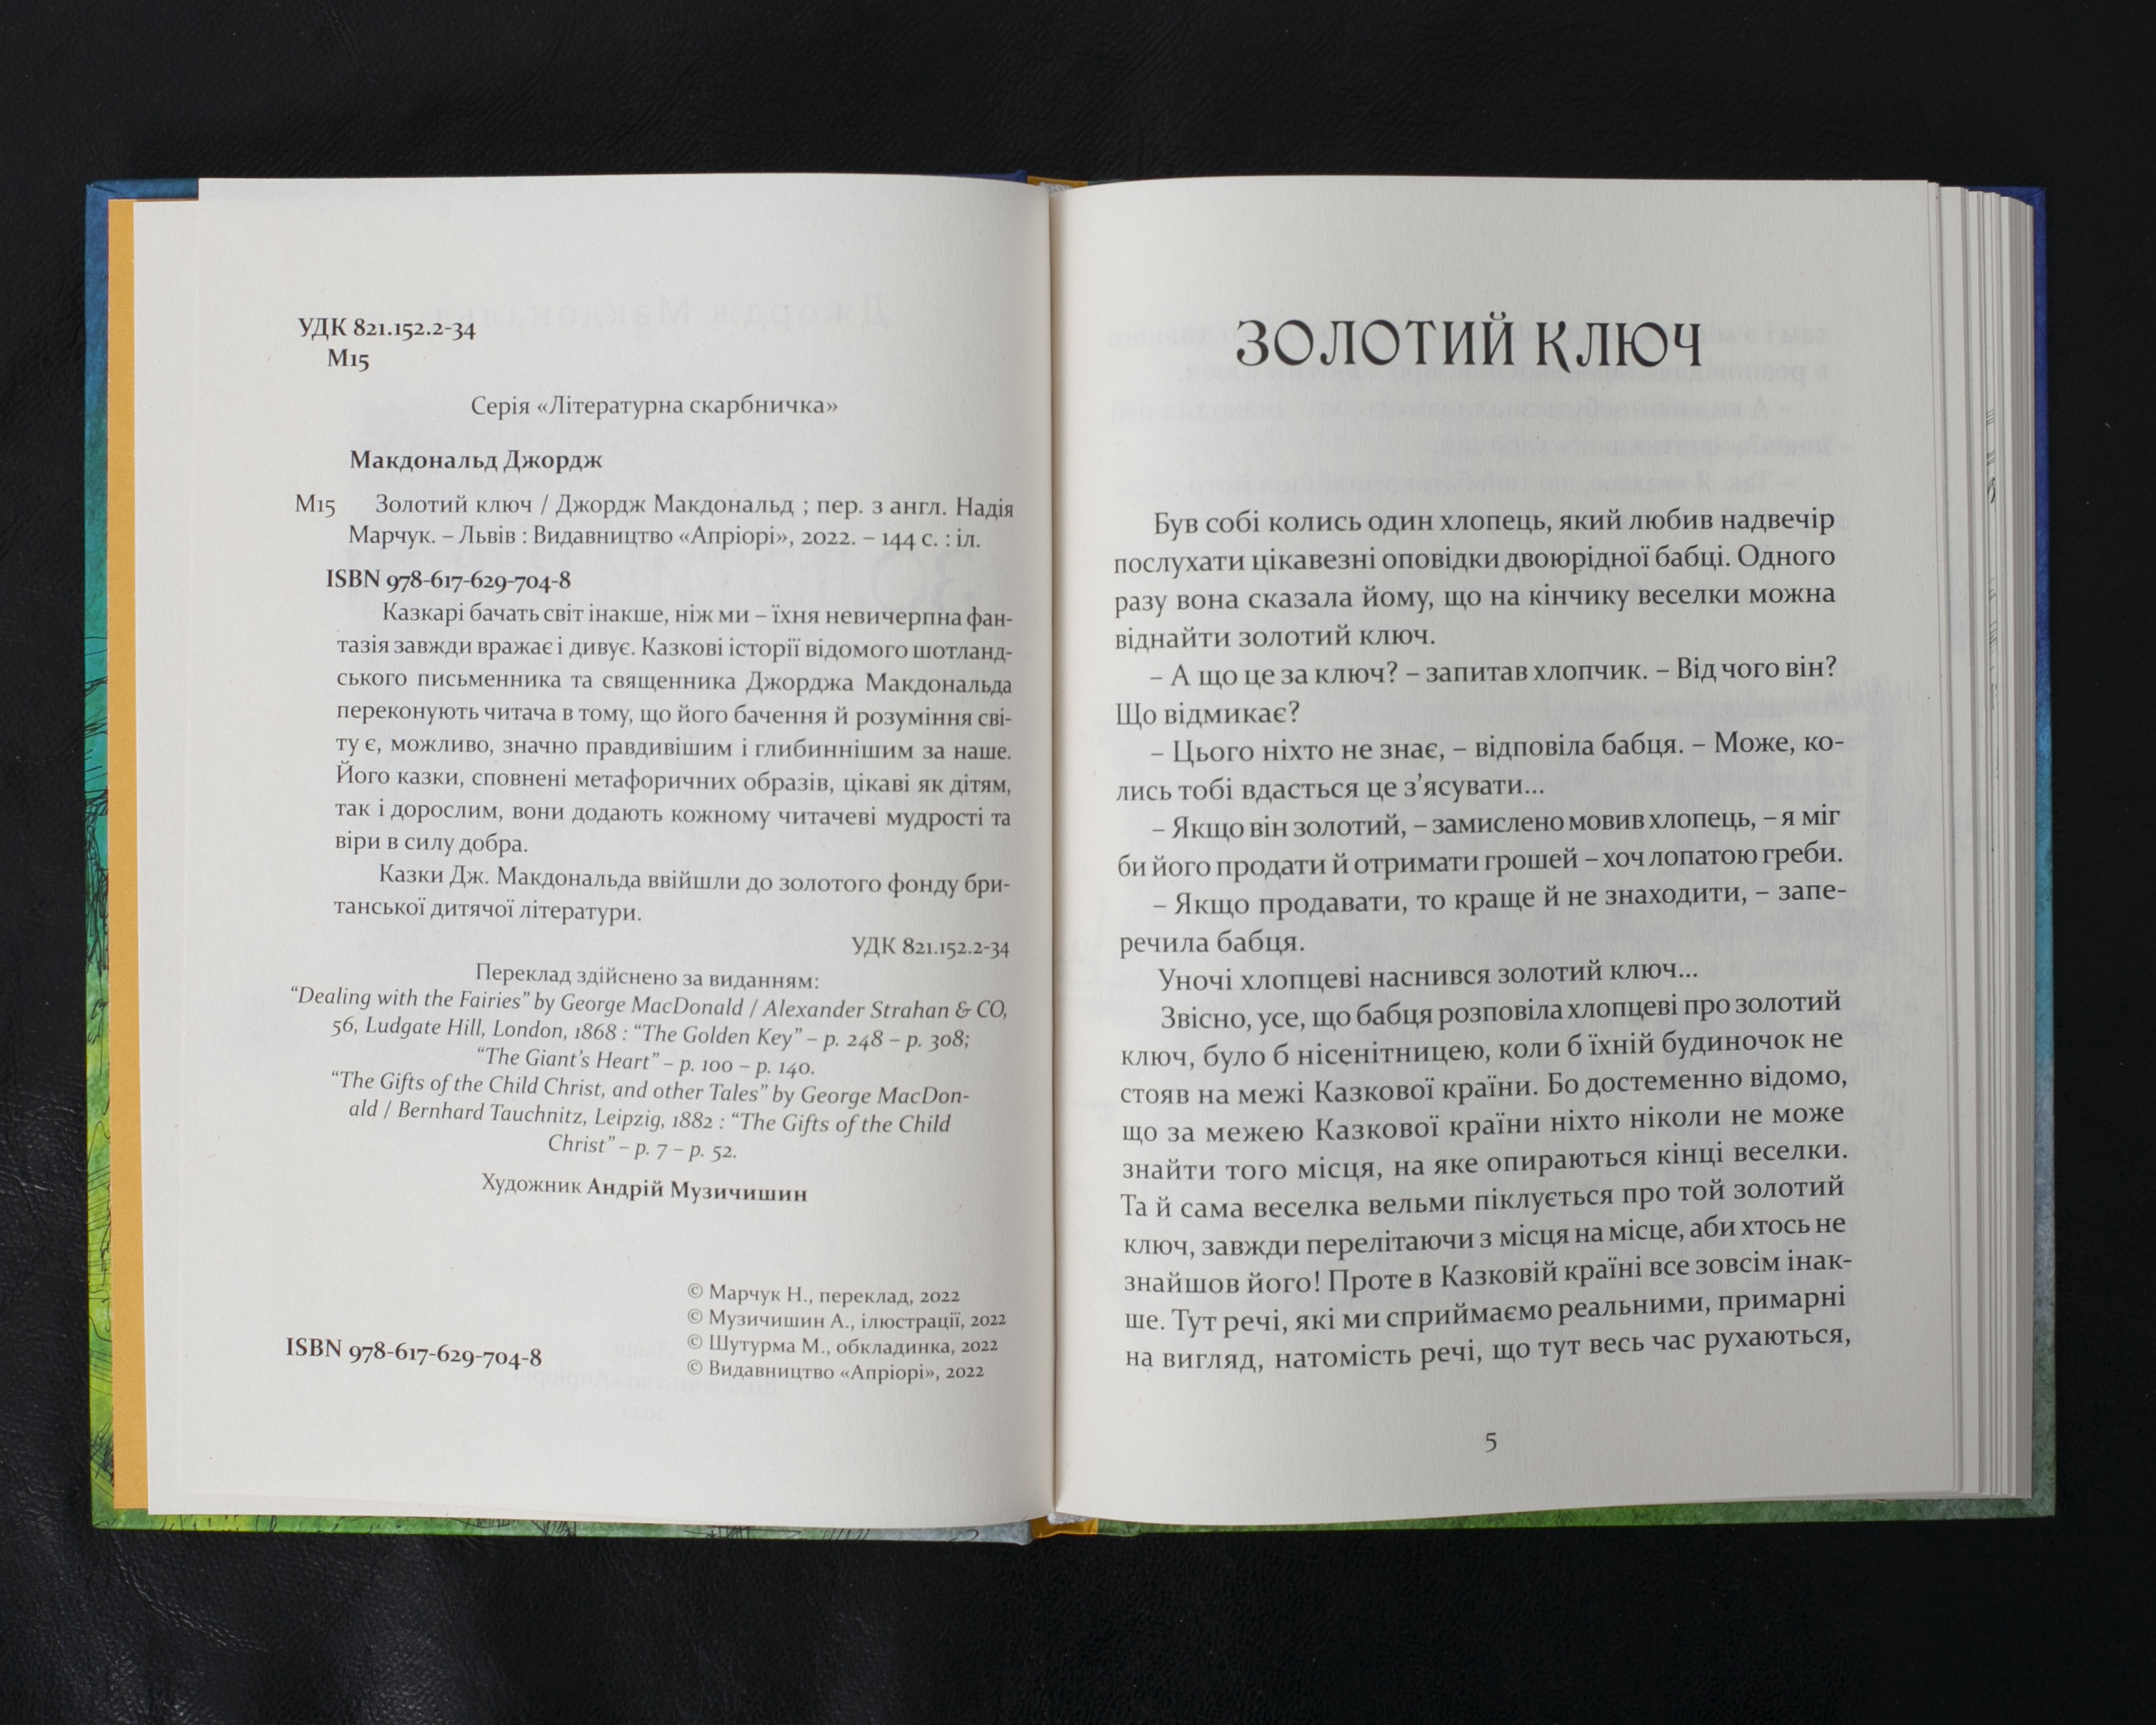 УДК 821.152.2-34
М15
Серія «Літературна скарбничка»
Макдональд Джордж
М15 Золотий ключ / Джордж Макдональд ; пер. з англ. Надія
Марчук. – Львів : Видавництво «Апріорі», 2022. – 144 с. : іл.
ISBN 978-617-629-704-8
Казкарі бачать світ інакше, ніж ми – їхня невичерпна фан-
тазія завжди вражає і дивує. Казкові історії відомого шотланд-
ського письменника та священника Джорджа Макдональда
переконують читача в тому, що його бачення й розуміння сві-
ту є, можливо, значно правдивішим і глибиннішим за наше.
Його казки, сповнені метафоричних образів, цікаві як дітям,
так і дорослим, вони додають кожному читачеві мудрості та
віри в силу добра.
Казки Дж. Макдональда ввійшли до золотого фонду бри-
танської дитячої літератури.
УДК 821.152.2-34
Переклад здійснено за виданням:
“Dealing with the Fairies” by George MacDonald / Alexander Strahan & CO,
56, Ludgate Hill, London, 1868 : “The Golden Key” – p. 248 – p. 308;
“The Giant’s Heart” – p. 100 – p. 140.
“The Gifts of the Child Christ, and other Tales” by George MacDon-
ald / Bernhard Tauchnitz, Leipzig, 1882 : “The Gifts of the Child
Christ” – p. 7 – p. 52.
Художник Андрій Музичишин
© Марчук Н., переклад, 2022
© Музичишин А., ілюстрації, 2022
© Шутурма М., обкладинка, 2022
© Видавництво «Апріорі», 2022
ISBN 978-617-629-704-8
ЗОЛОТИЙ КЛЮЧ
Був собі колись один хлопець, який любив надвечір
послухати цікавезні оповідки двоюрідної бабці. Одного
разу вона сказала йому, що на кінчику веселки можна
віднайти золотий ключ.
– А що це за ключ? – запитав хлопчик. – Від чого він?
Що відмикає?
– Цього ніхто не знає, – відповіла бабця. – Може, ко-
лись тобі вдасться це з’ясувати...
– Якщо він золотий, – замислено мовив хлопець, – я міг
би його продати й отримати грошей – хоч лопатою греби.
– Якщо продавати, то краще й не знаходити, – запе-
речила бабця.
Уночі хлопцеві наснився золотий ключ...
Звісно, усе, що бабця розповіла хлопцеві про золотий
ключ, було б нісенітницею, коли б їхній будиночок не
стояв на межі Казкової країни. Бо достеменно відомо,
що за межею Казкової країни ніхто ніколи не може
знайти того місця, на яке опираються кінці веселки.
Та й сама веселка вельми піклується про той золотий
ключ, завжди перелітаючи з місця на місце, аби хтось не
знайшов його! Проте в Казковій країні все зовсім інак-
ше. Тут речі, які ми сприймаємо реальними, примарні
на вигляд, натомість речі, що тут весь час рухаються,
5